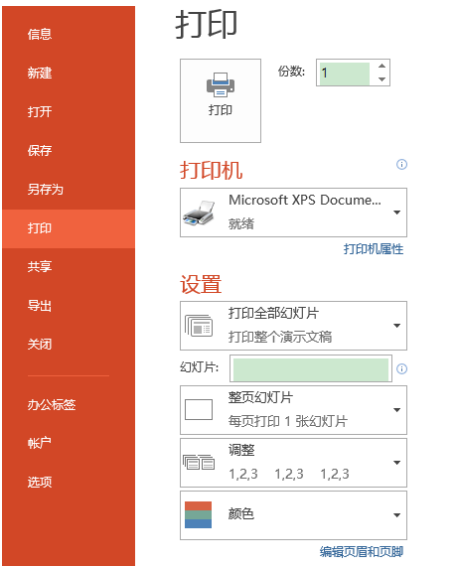 信息
新建
打开
保存
另存为
打印
共享
导出
关闭
办公标签
帐户
选项
打印
打印
份数: 1
打印机
Microsoft XPS Docume...
就绪
打印机属性
设置
打印全部幻灯片
打印整个演示文稿
幻灯片:
整页幻灯片
每页打印 1 张幻灯片
调整
1,2,3 1,2,3 1,2,3
颜色
编辑页眉和页脚